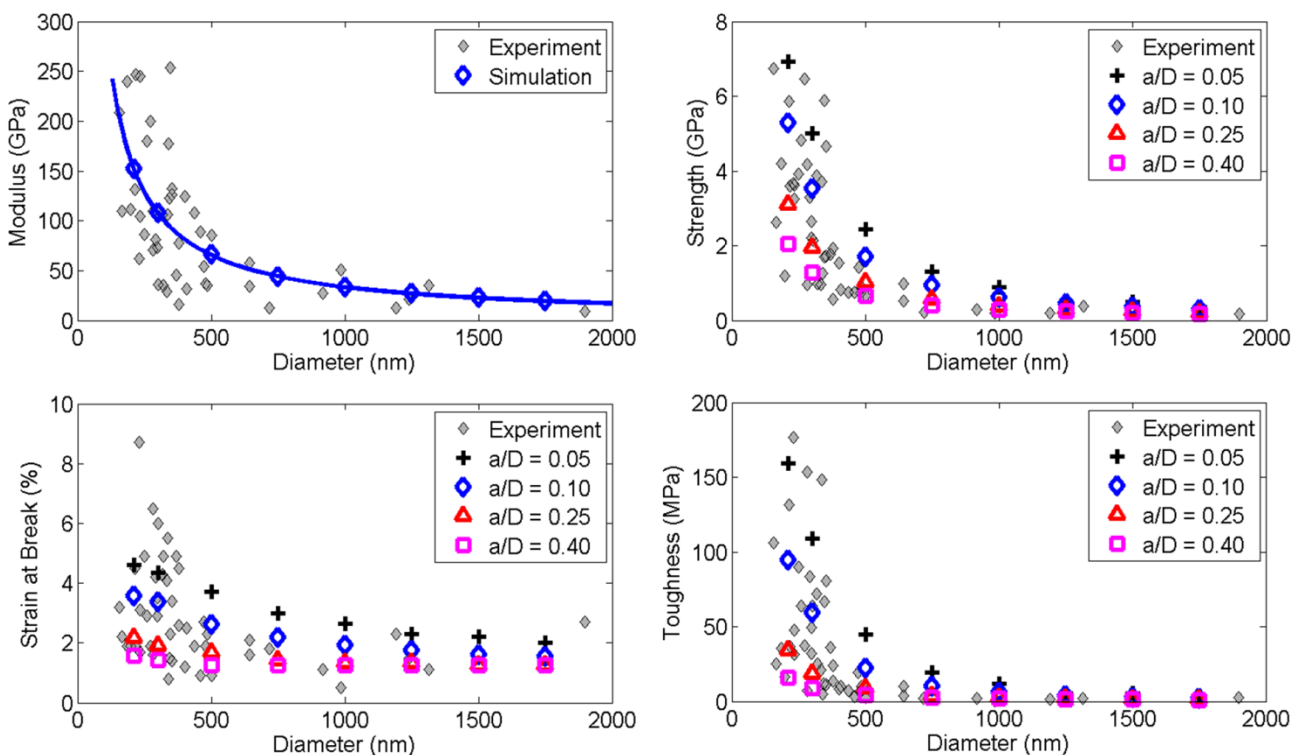 300
250
200
150
100
50
0
Modulus (GPa)
Experiment
Simulation
0 500 1000 1500 2000
Diameter (nm)
8
6
4
2
0
Strength (GPa)
Experiment
a/D = 0.05
a/D = 0.10
a/D = 0.25
a/D = 0.40
0 500 1000 1500 2000
Diameter (nm)
10
8
6
4
2
0
Strain at Break (%)
Experiment
a/D = 0.05
a/D = 0.10
a/D = 0.25
a/D = 0.40
0 500 1000 1500 2000
Diameter (nm)
200
150
100
50
0
Toughness (MPa)
Experiment
a/D = 0.05
a/D = 0.10
a/D = 0.25
a/D = 0.40
0 500 1000 1500 2000
Diameter (nm)